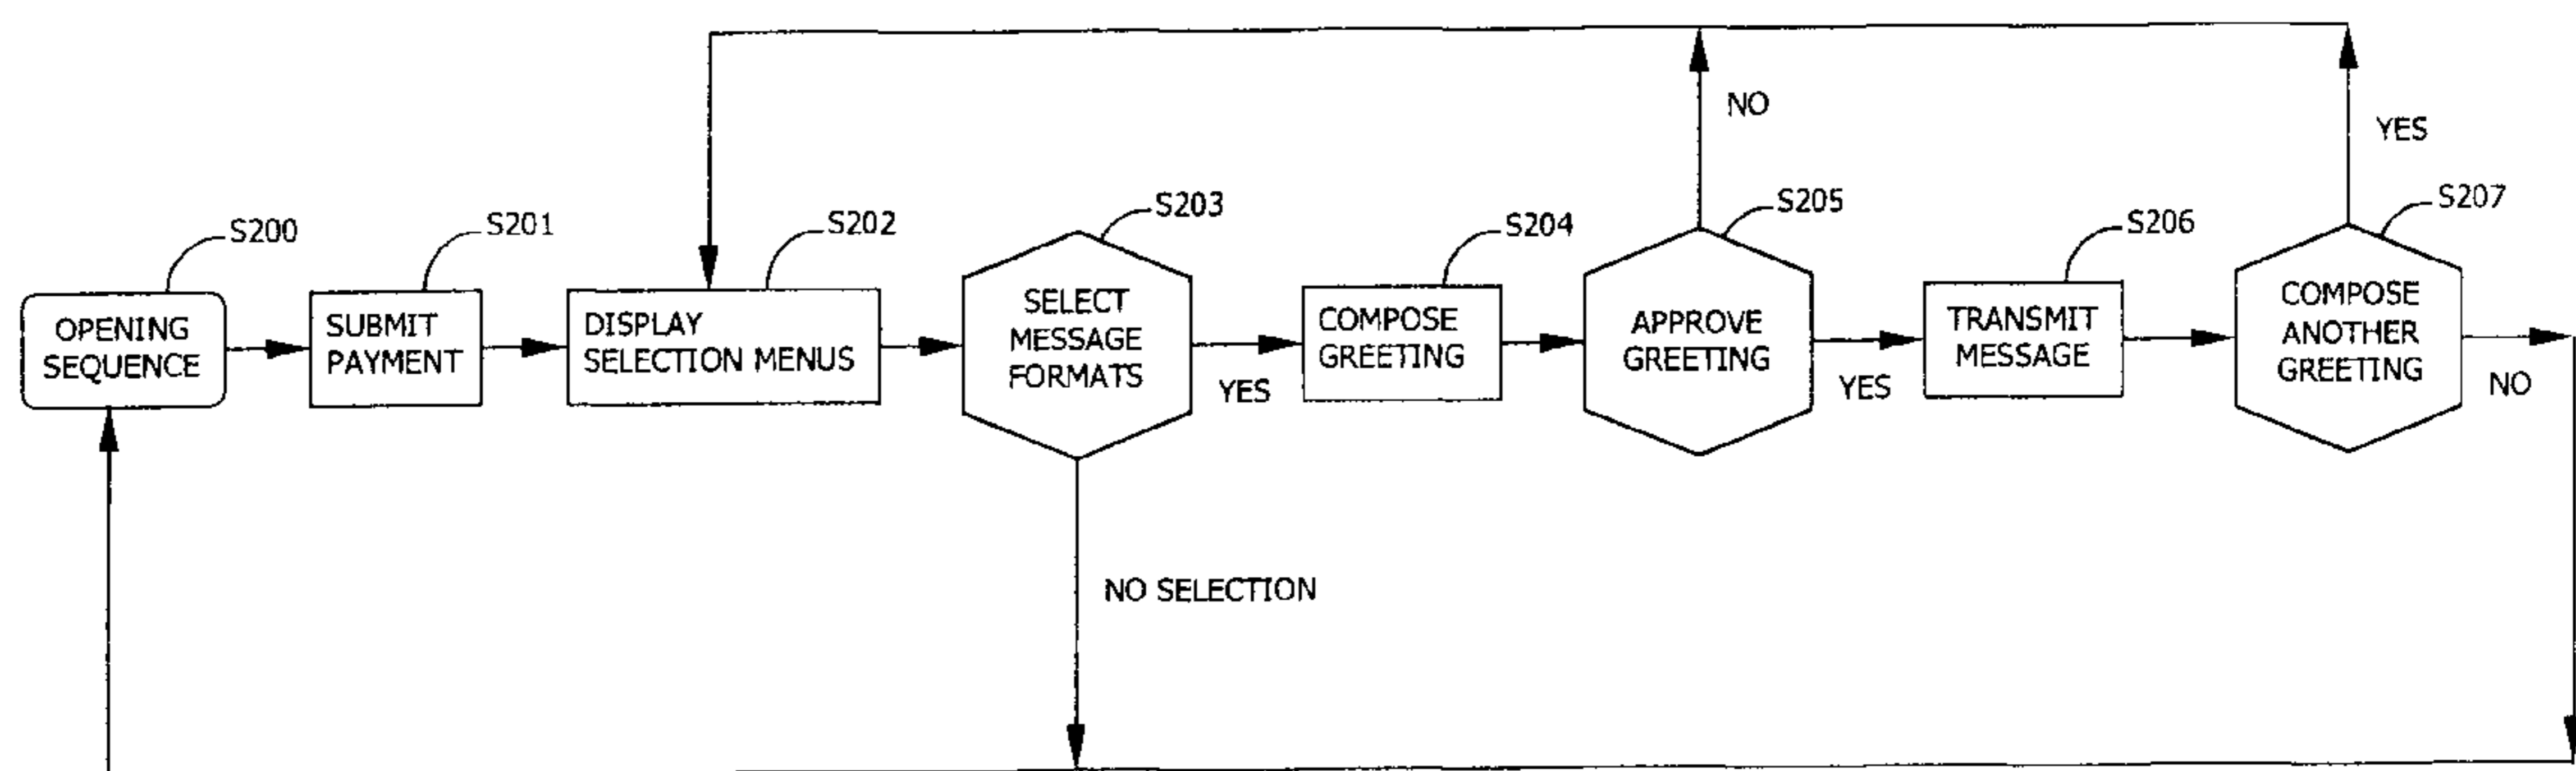 S200
OPENING
SEQUENCE
S201
SUBMIT
PAYMENT
S202
DISPLAY
SELECTION MENUS
S203
SELECT
MESSAGE
FORMATS
YES
NO SELECTION
S204
COMPOSE
GREETING
S205
APPROVE
GREETING
NO
YES
S206
TRANSMIT
MESSAGE
S207
COMPOSE
ANOTHER
GREETING
YES
NO